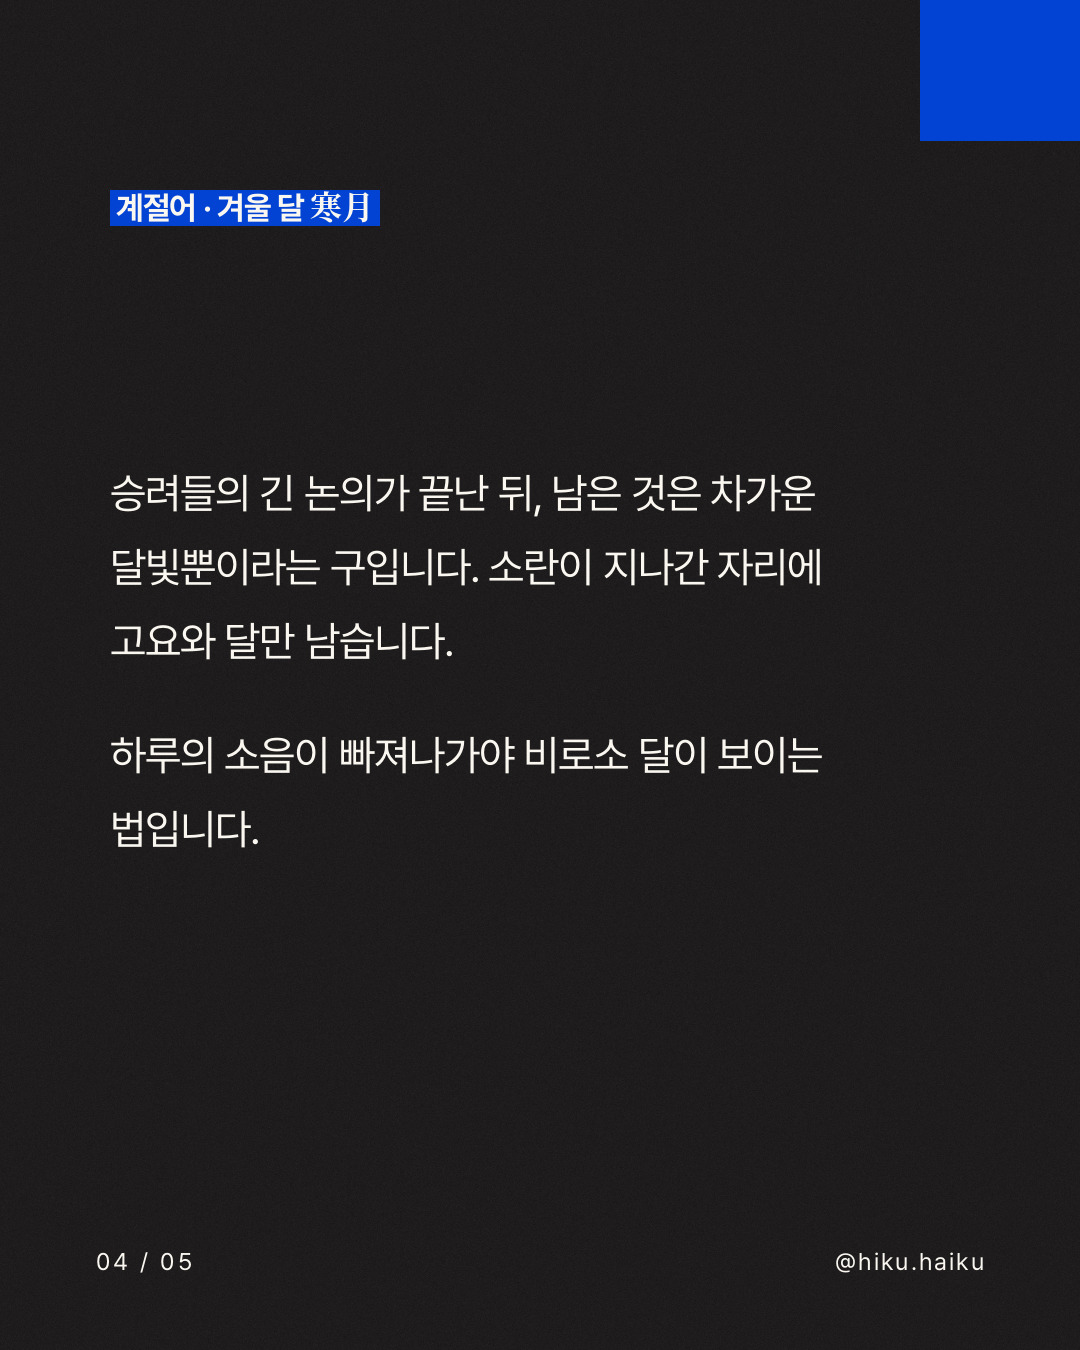 계절어 · 겨울 달 寒月
승려들의 긴 논의가 끝난 뒤, 남은 것은 차가운
달빛뿐이라는 구입니다. 소란이 지나간 자리에
고요와 달만 남습니다.
하루의 소음이 빠져나가야 비로소 달이 보이는
법입니다.
04 / 05
@hiku.haiku